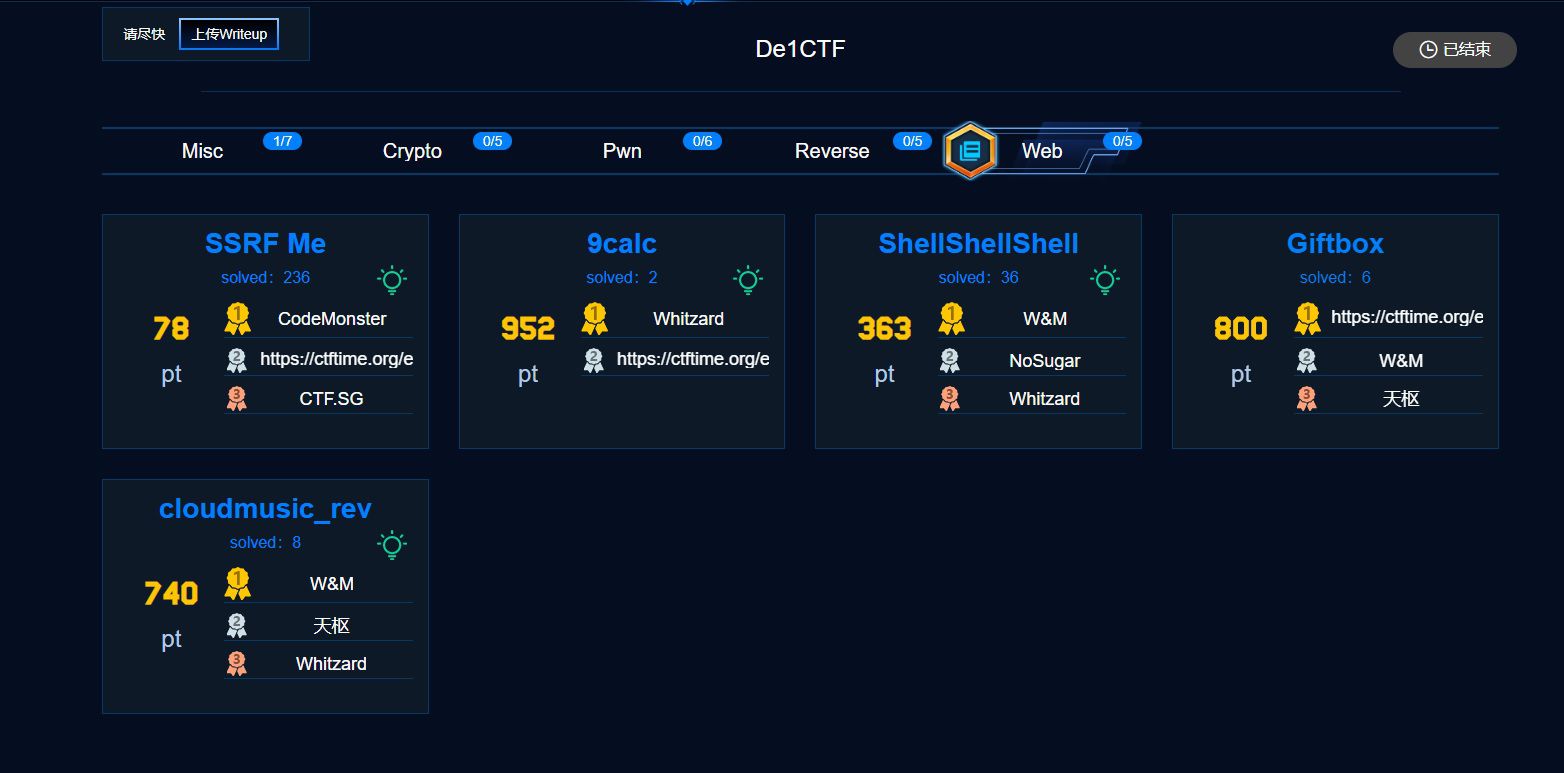 请尽快 上传Writeup
De1CTF
已结束
Misc 1/7 Crypto 0/5 Pwn 0/6 Reverse 0/5 Web 0/5
SSRF Me
solved：236
78
pt
1 CodeMonster
2 https://ctftime.org/e
3 CTF.SG
9calc
solved：2
952
pt
1 Whitzard
2 https://ctftime.org/e
ShellShellShell
solved：36
363
pt
1 W&M
2 NoSugar
3 Whitzard
Giftbox
solved：6
800
pt
1 https://ctftime.org/e
2 W&M
3 天枢
cloudmusic_rev
solved：8
740
pt
1 W&M
2 天枢
3 Whitzard